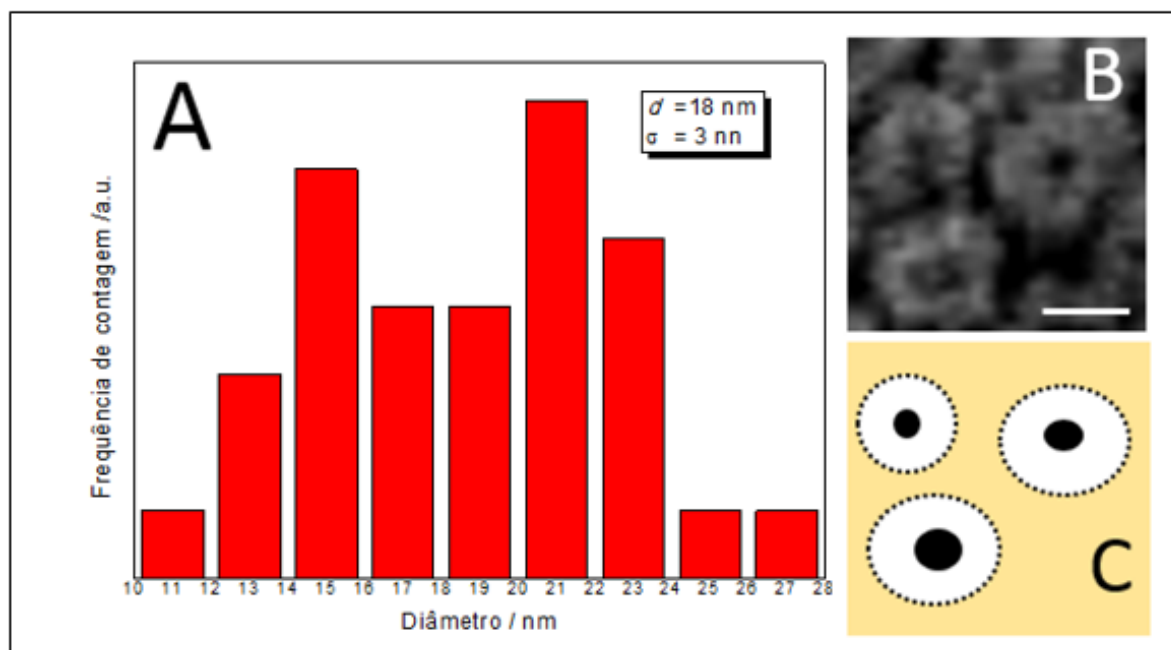 A
d = 18 nm
σ = 3 nn
Frequência de contagem /a.u.
10 11 12 13 14 15 16 17 18 19 20 21 22 23 24 25 26 27 28
Diâmetro / nm
B
C